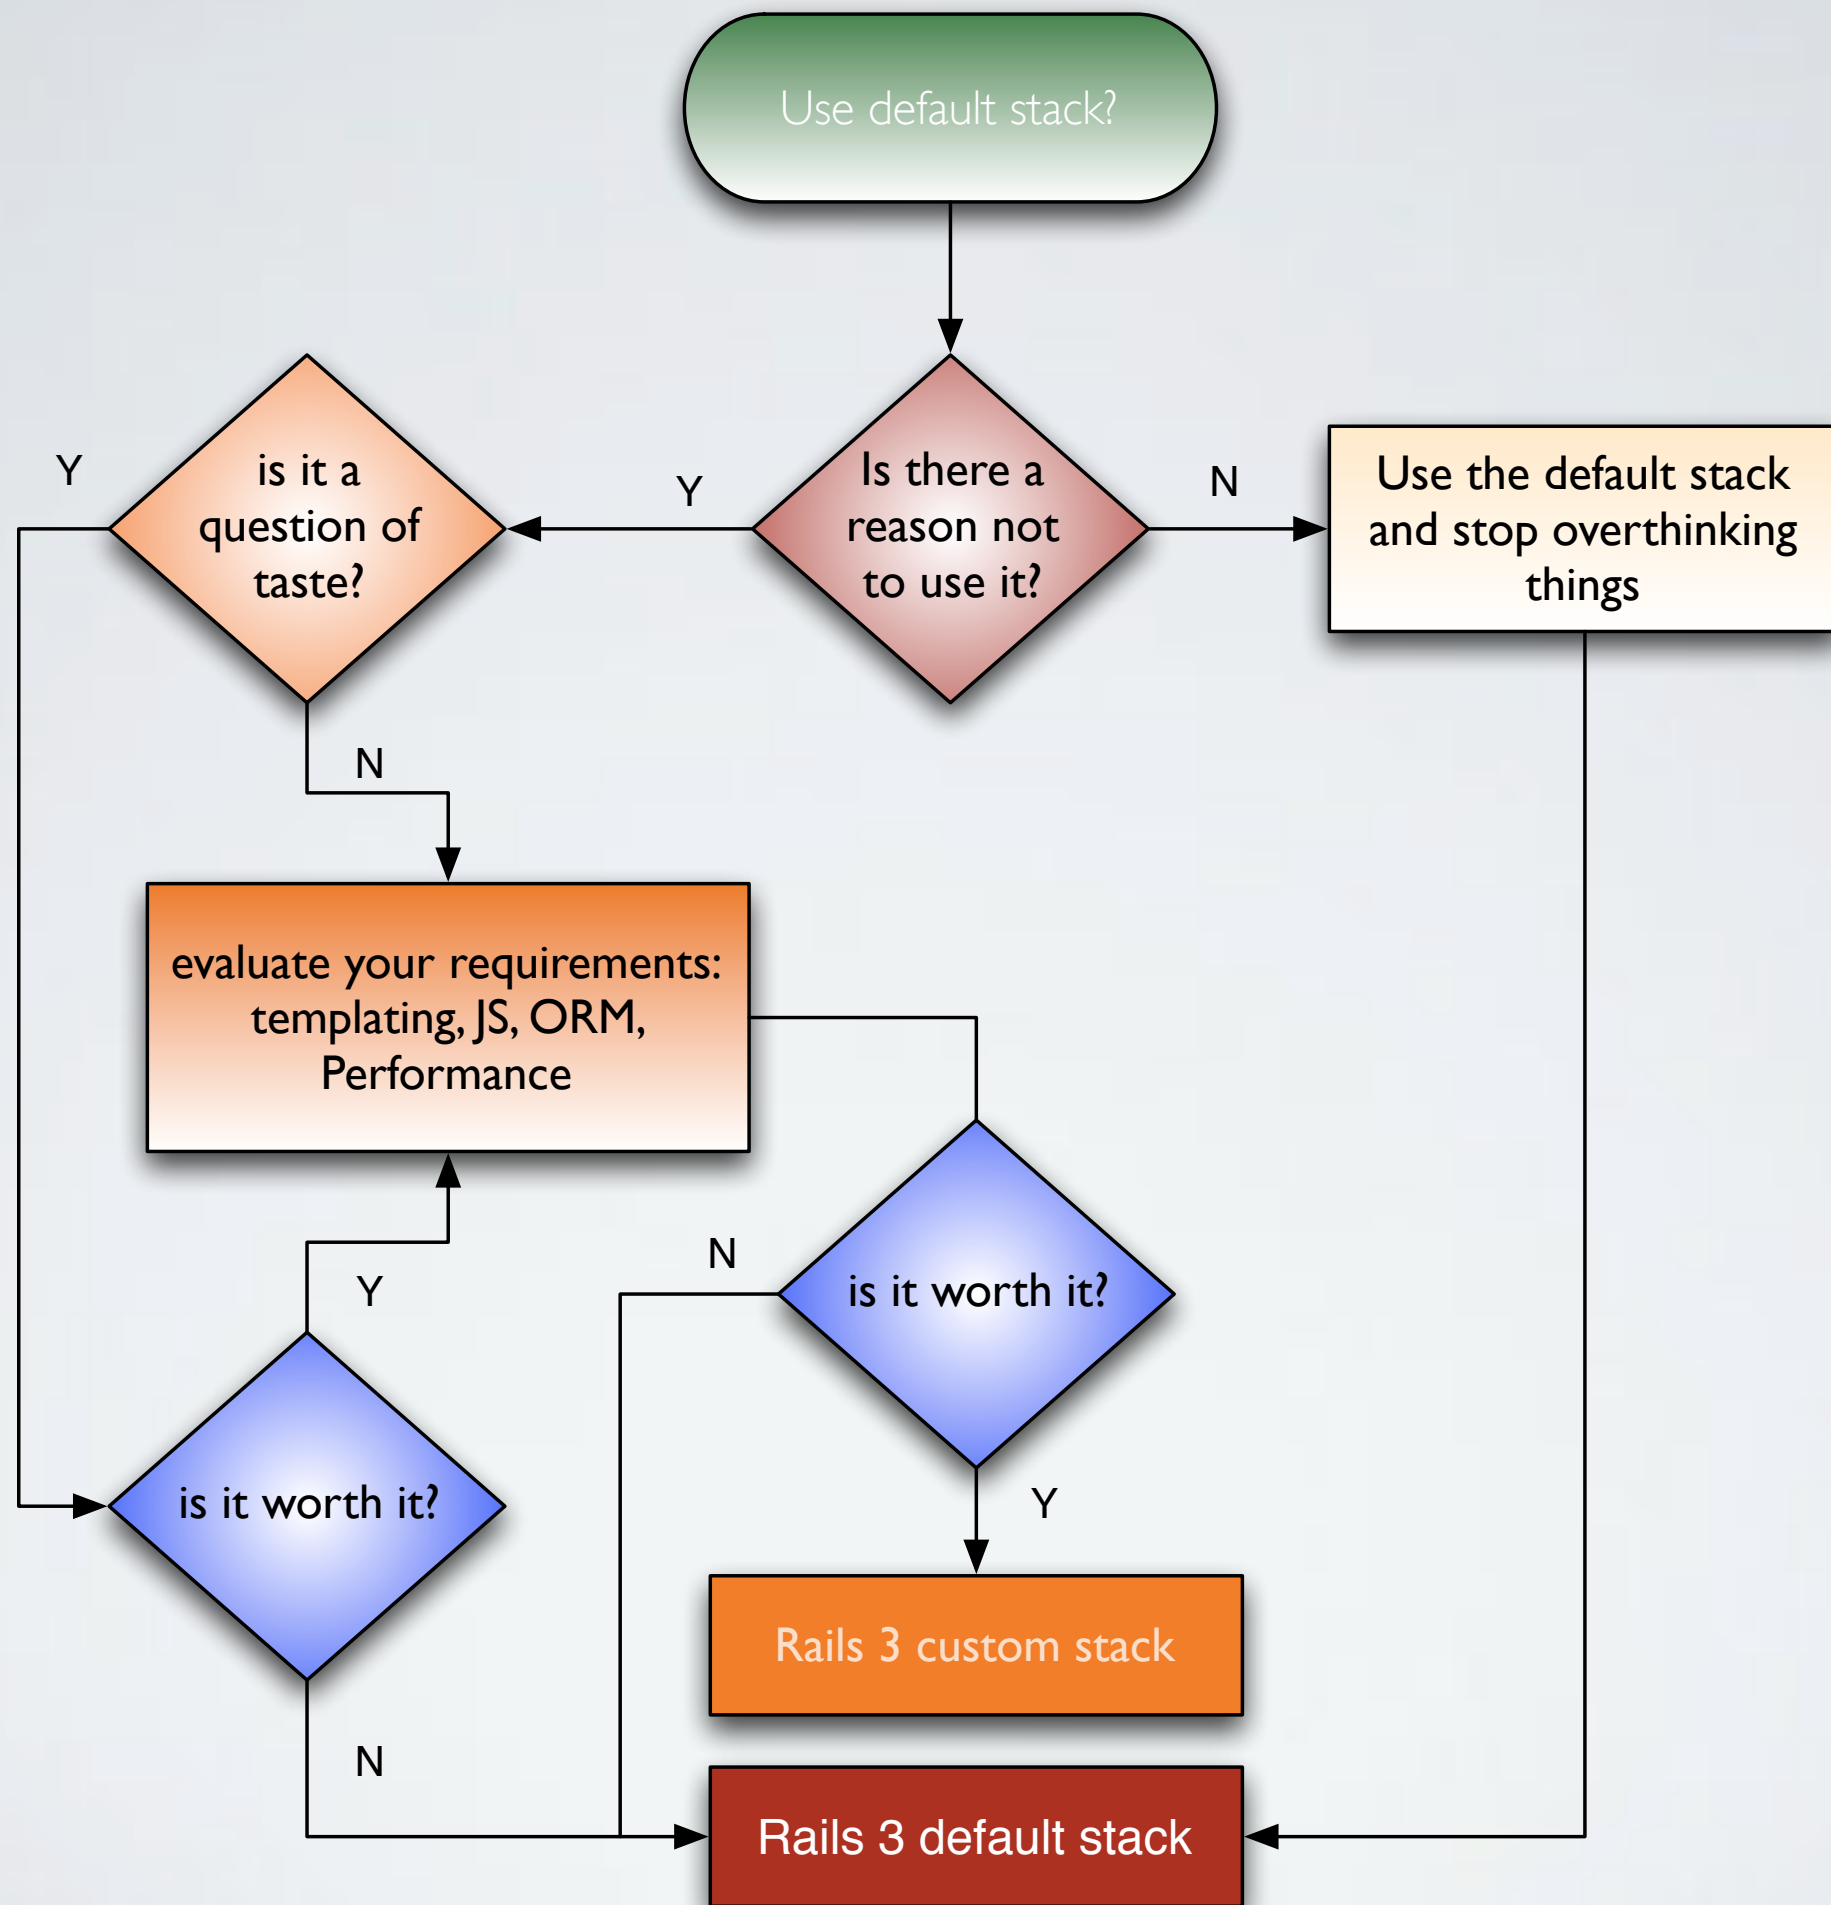 Use default stack?
Y
is it a
question of
taste?
Y
Is there a
reason not
to use it?
N
Use the default stack
and stop overthinking
things
N
evaluate your requirements:
templating, JS, ORM,
Performance
N
is it worth it?
Y
is it worth it?
Y
Rails 3 custom stack
N
Rails 3 default stack